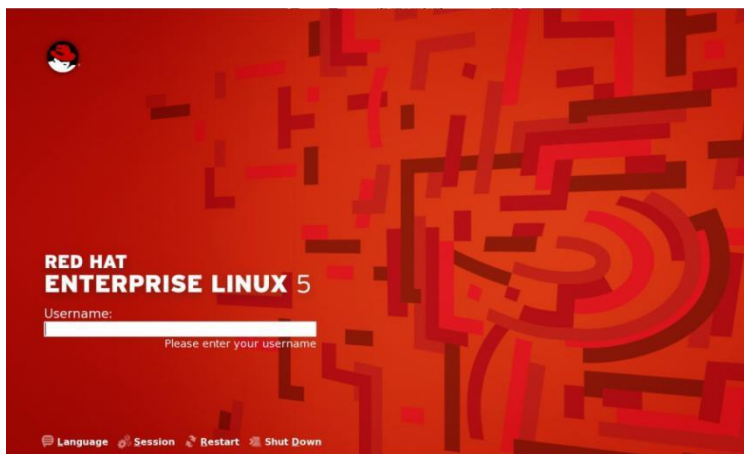 RED HAT
ENTERPRISE LINUX 5
Username:
Please enter your username
Language Session Restart Shut Down